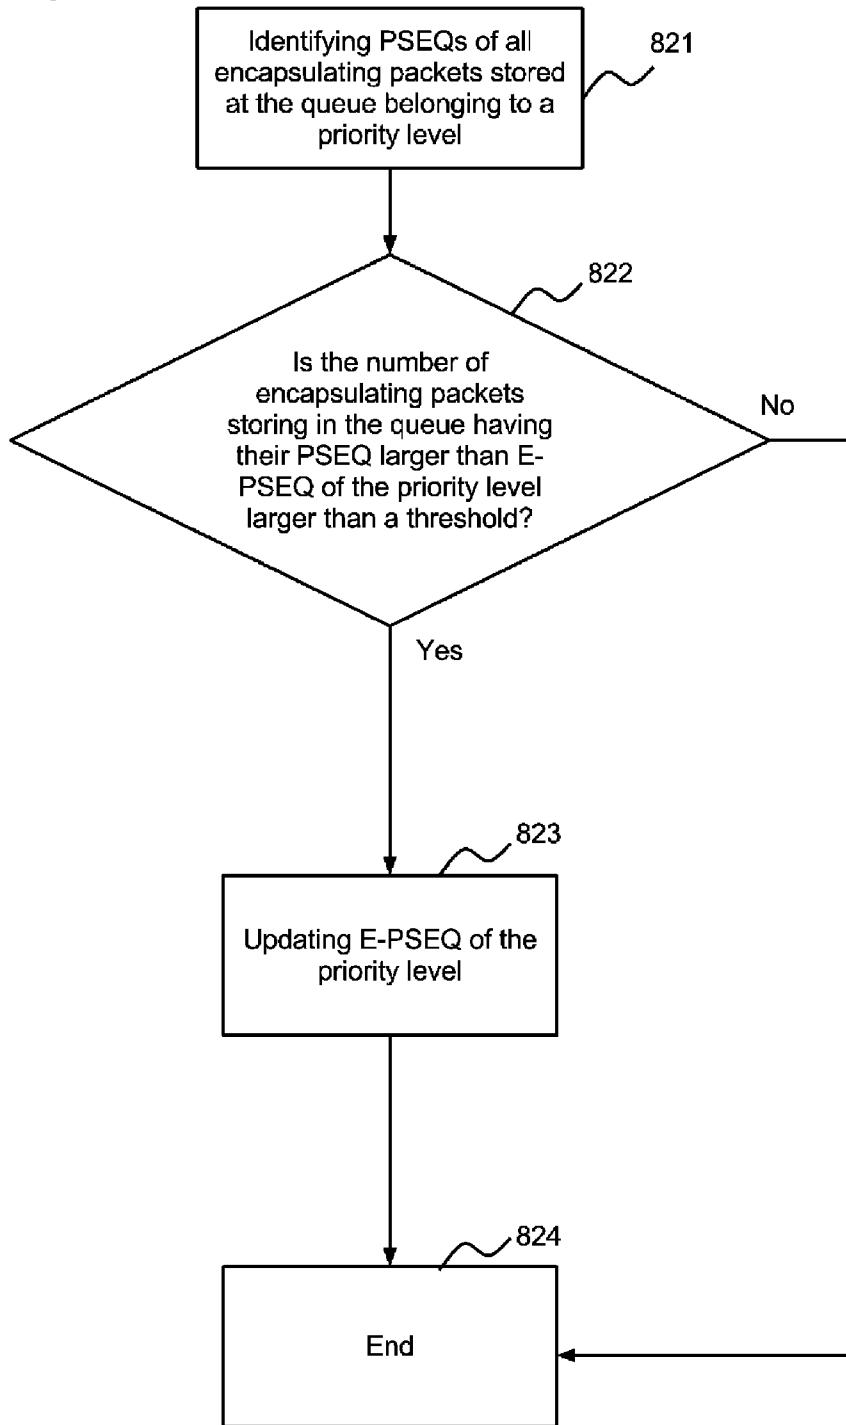 Identifying PSEQs of all
encapsulating packets stored
at the queue belonging to a
priority level
821
822
Is the number of
encapsulating packets
storing in the queue having
their PSEQ larger than E-
PSEQ of the priority level
larger than a threshold?
No
Yes
823
Updating E-PSEQ of the
priority level
824
End